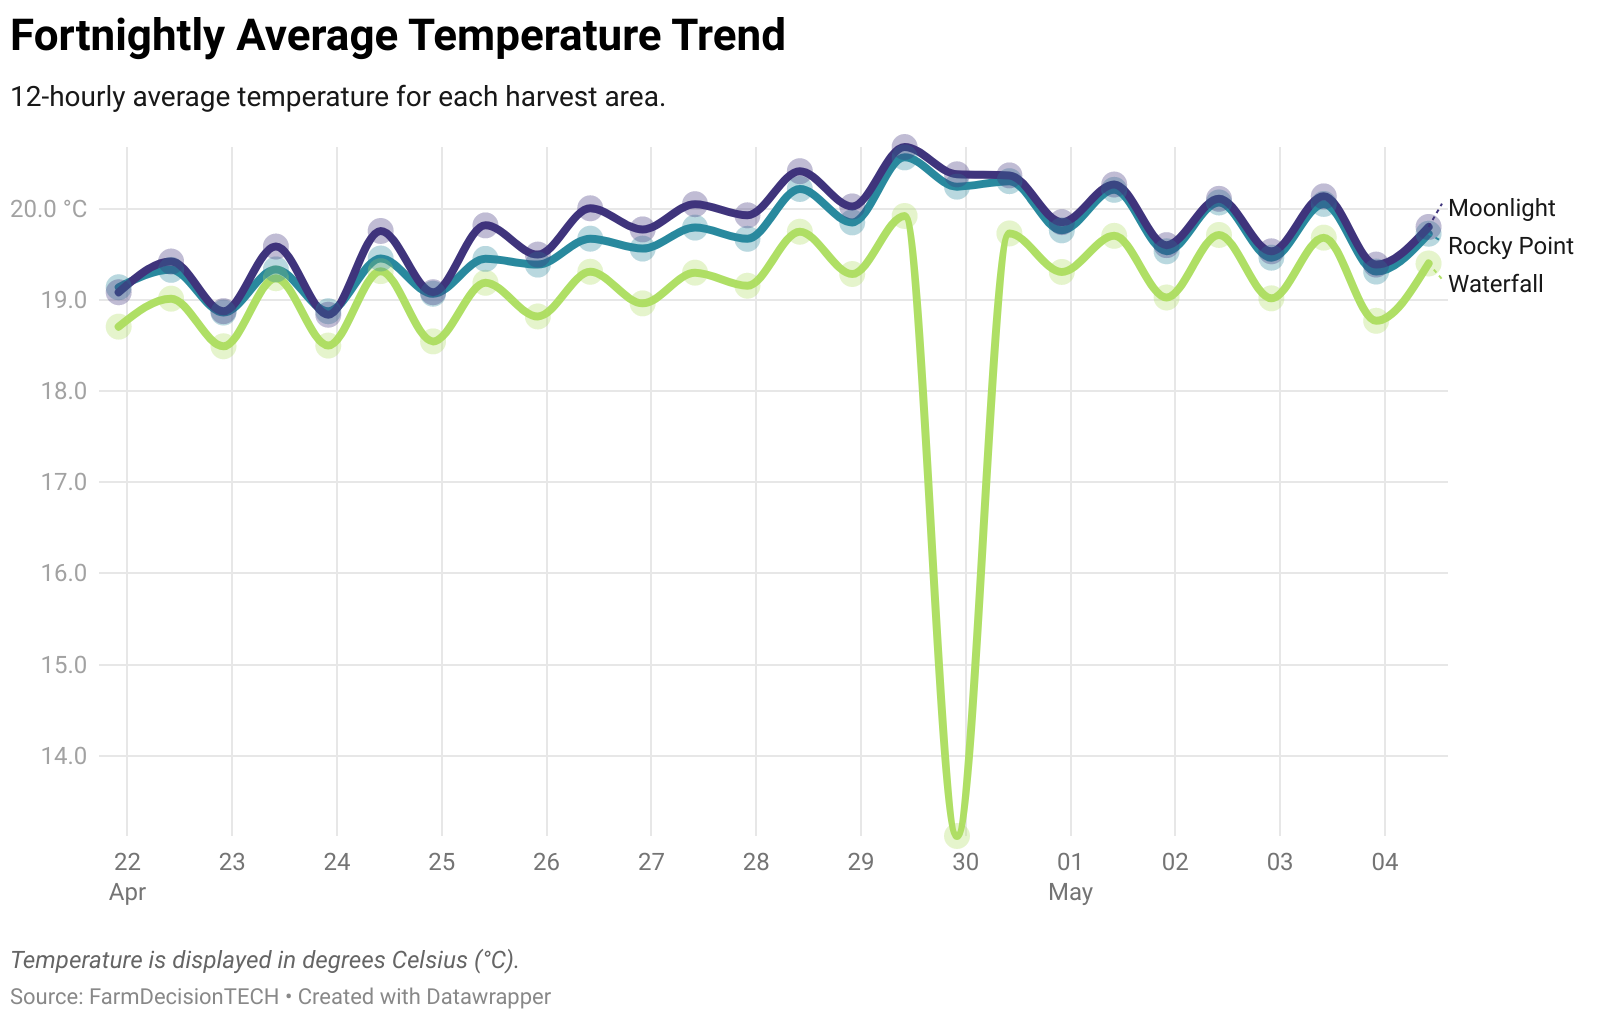 Fortnightly Average Temperature Trend
12-hourly average temperature for each harvest area.
20.0 °C
19.0
18.0
17.0
16.0
15.0
14.0
Moonlight
Rocky Point
Waterfall
22 23 24 25 26 27 28 29 30 01 02 03 04
Apr May
Temperature is displayed in degrees Celsius (°C).
Source: FarmDecisionTECH • Created with Datawrapper